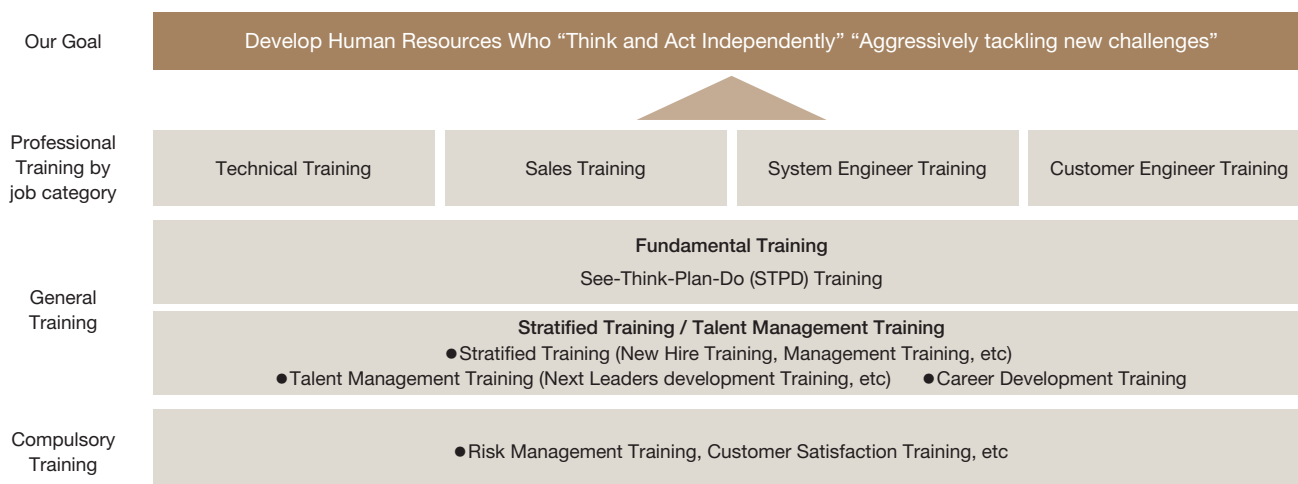 Our Goal
Develop Human Resources Who “Think and Act Independently” “Aggressively tackling new challenges”
Professional
Training by
job category
Technical Training
Sales Training
System Engineer Training
Customer Engineer Training
General
Training
Fundamental Training
See-Think-Plan-Do (STPD) Training
Stratified Training / Talent Management Training
●Stratified Training (New Hire Training, Management Training, etc)
●Talent Management Training (Next Leaders development Training, etc) ●Career Development Training
Compulsory
Training
●Risk Management Training, Customer Satisfaction Training, etc